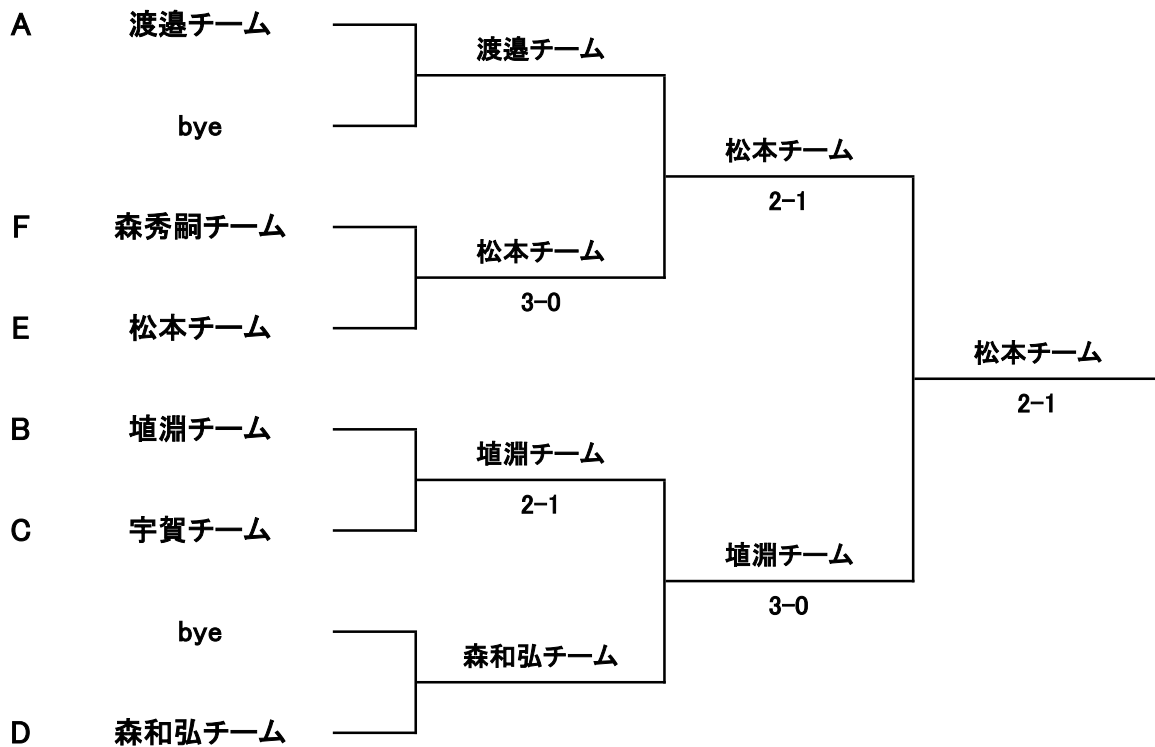 A 渡邉チーム
渡邉チーム
bye
松本チーム
2-1
F 森秀嗣チーム
松本チーム
3-0
E 松本チーム
松本チーム
2-1
B 埴淵チーム
埴淵チーム
2-1
C 宇賀チーム
埴淵チーム
3-0
bye
森和弘チーム
D 森和弘チーム